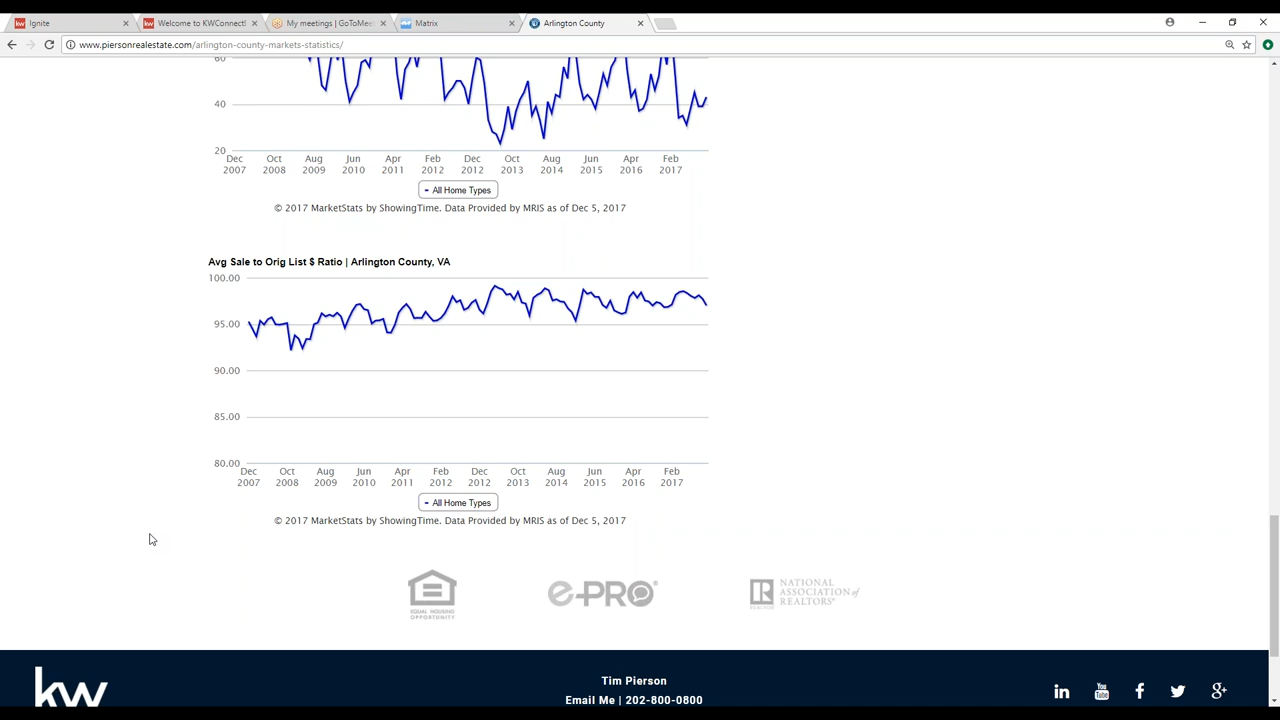 Ignite
Welcome to KWConnect!
My meetings | GoToMee
Matrix
Arlington County
www.piersonrealestate.com/arlington-county-markets-statistics/
60
40
20
Dec Oct Aug Jun Apr Feb Dec Oct Aug Jun Apr Feb
2007 2008 2009 2010 2011 2012 2012 2013 2014 2015 2016 2017
All Home Types
© 2017 MarketStats by ShowingTime. Data Provided by MRIS as of Dec 5, 2017
Avg Sale to Orig List $ Ratio | Arlington County, VA
100.00
95.00
90.00
85.00
80.00
Dec Oct Aug Jun Apr Feb Dec Oct Aug Jun Apr Feb
2007 2008 2009 2010 2011 2012 2012 2013 2014 2015 2016 2017
All Home Types
© 2017 MarketStats by ShowingTime. Data Provided by MRIS as of Dec 5, 2017
EQUAL HOUSING
OPPORTUNITY
e-PRO®
REALTOR®
NATIONAL
ASSOCIATION of
REALTORS®
kw
Tim Pierson
Email Me | 202-800-0800
in
You
Tube
f
g+